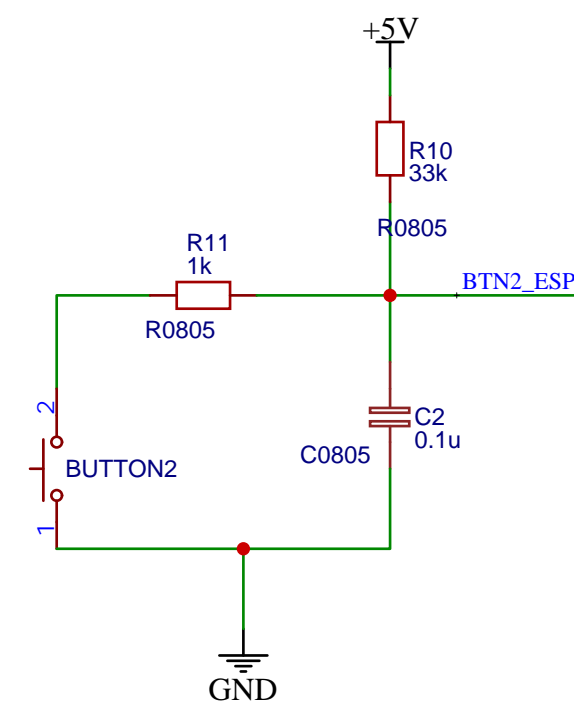 +5V
R10
33k
R0805
R11
1k
R0805
BTN2_ESP
2
C2
0.1u
C0805
BUTTON2
1
GND